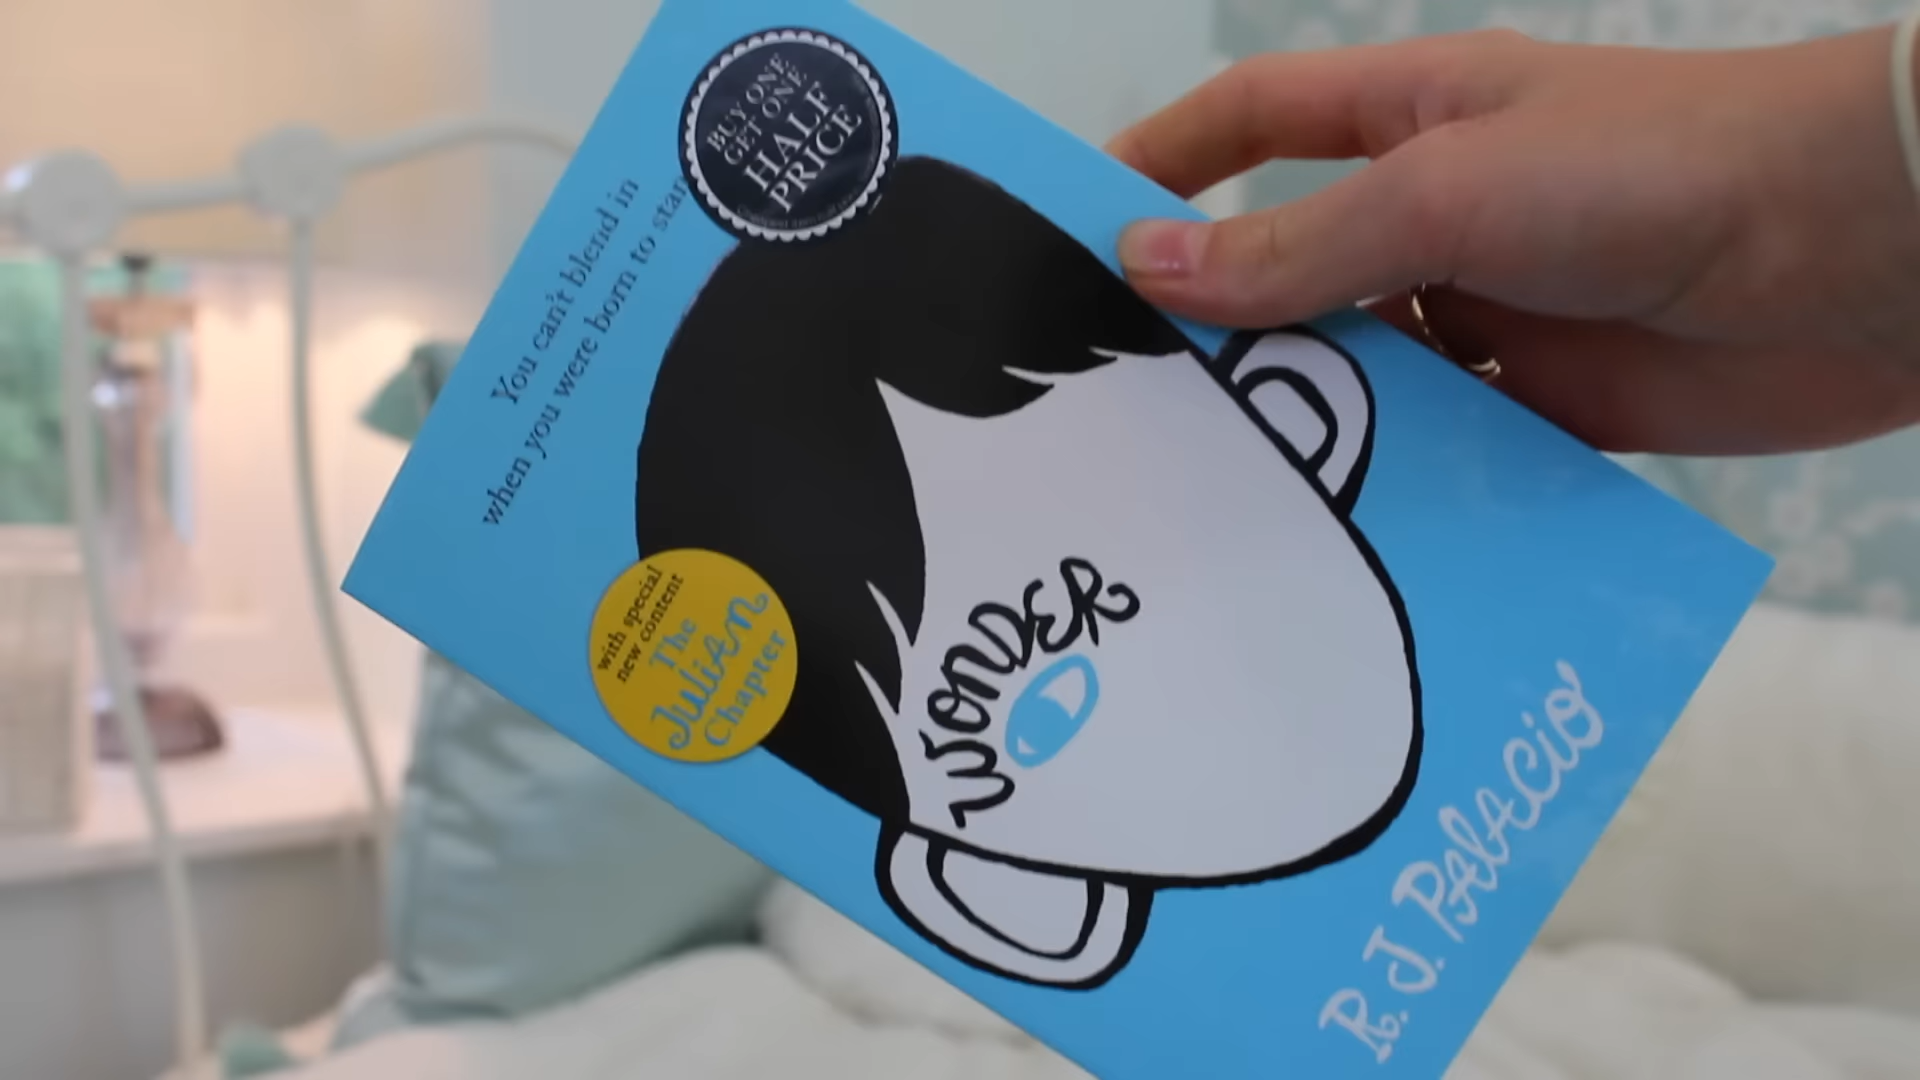 BUY ONE
GET ONE
HALF
PRICE
You can't blend in
when you were born to stan
with special
new content
The
Julian
Chapter
WONDER
R. J. PALACIO